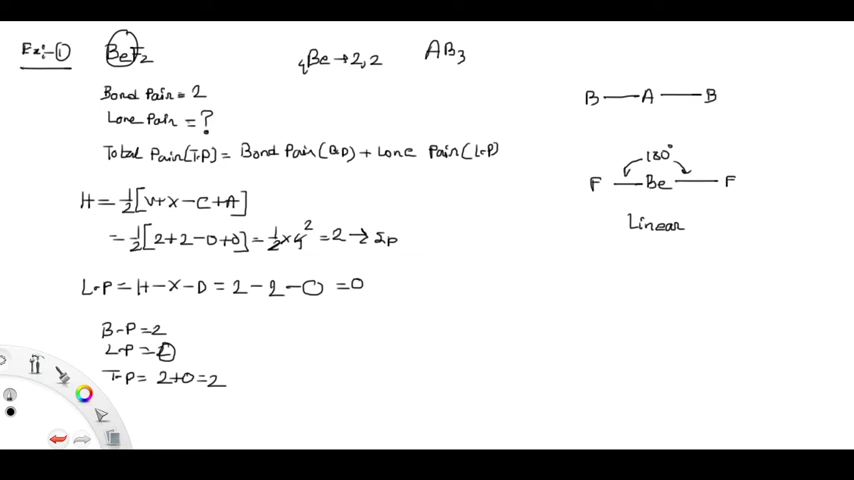 Ex:-① BeF₂ ₄Be → 2, 2 AB₃
Bond Pair = 2
Lone Pair = ?
Total Pair(T.P) = Bond Pair(B.P) + Lone Pair(L.P)
H = 1/2[V+X-C+A]
= 1/2[2+2-0+0] = 1/2 × 4 2 = 2 → Sp
L.P = H-X-D = 2-2-0 = 0
B-P = 2
L-P = 0
T-P = 2+0 = 2
B — A — B
180°
F — Be — F
Linear